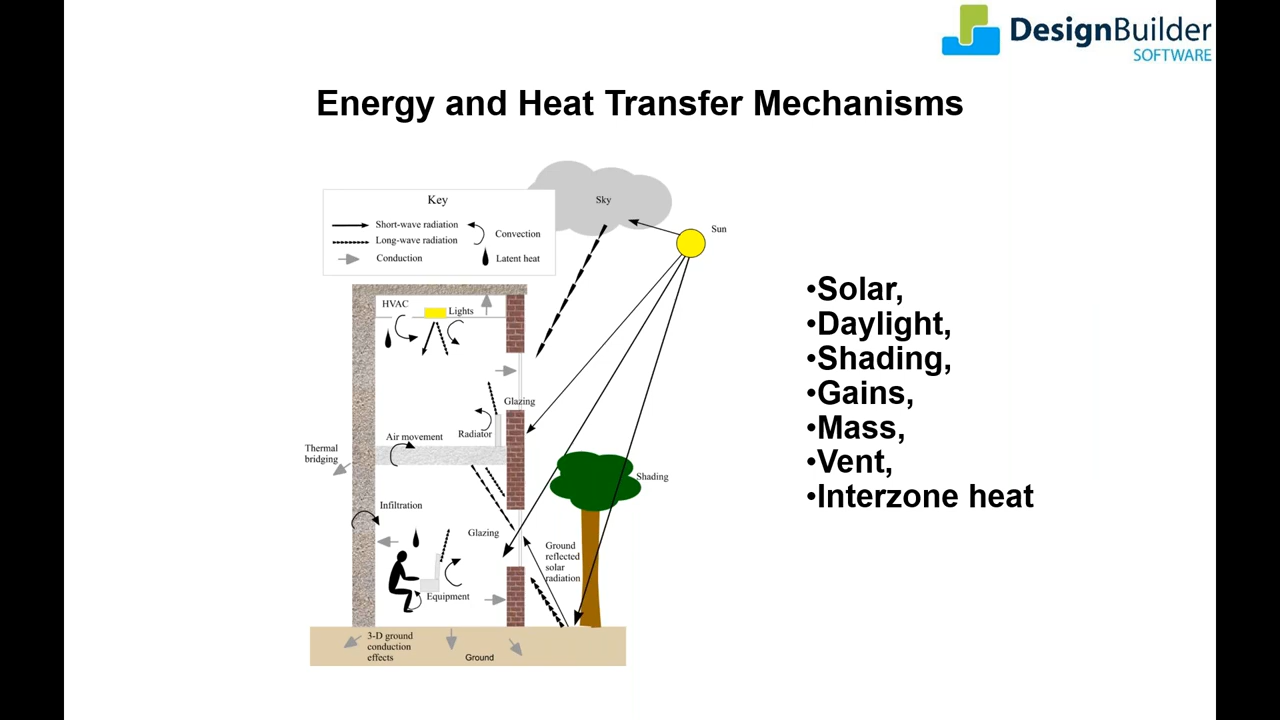 DesignBuilder
SOFTWARE
Energy and Heat Transfer Mechanisms
Sky
Key
Short-wave radiation
Long-wave radiation
Convection
Conduction
Latent heat
Sun
HVAC
Lights
Glazing
Air movement
Radiator
Thermal
bridging
Shading
Infiltration
Glazing
Ground
reflected
solar
radiation
Equipment
3-D ground
conduction
effects
Ground
•Solar,
•Daylight,
•Shading,
•Gains,
•Mass,
•Vent,
•Interzone heat